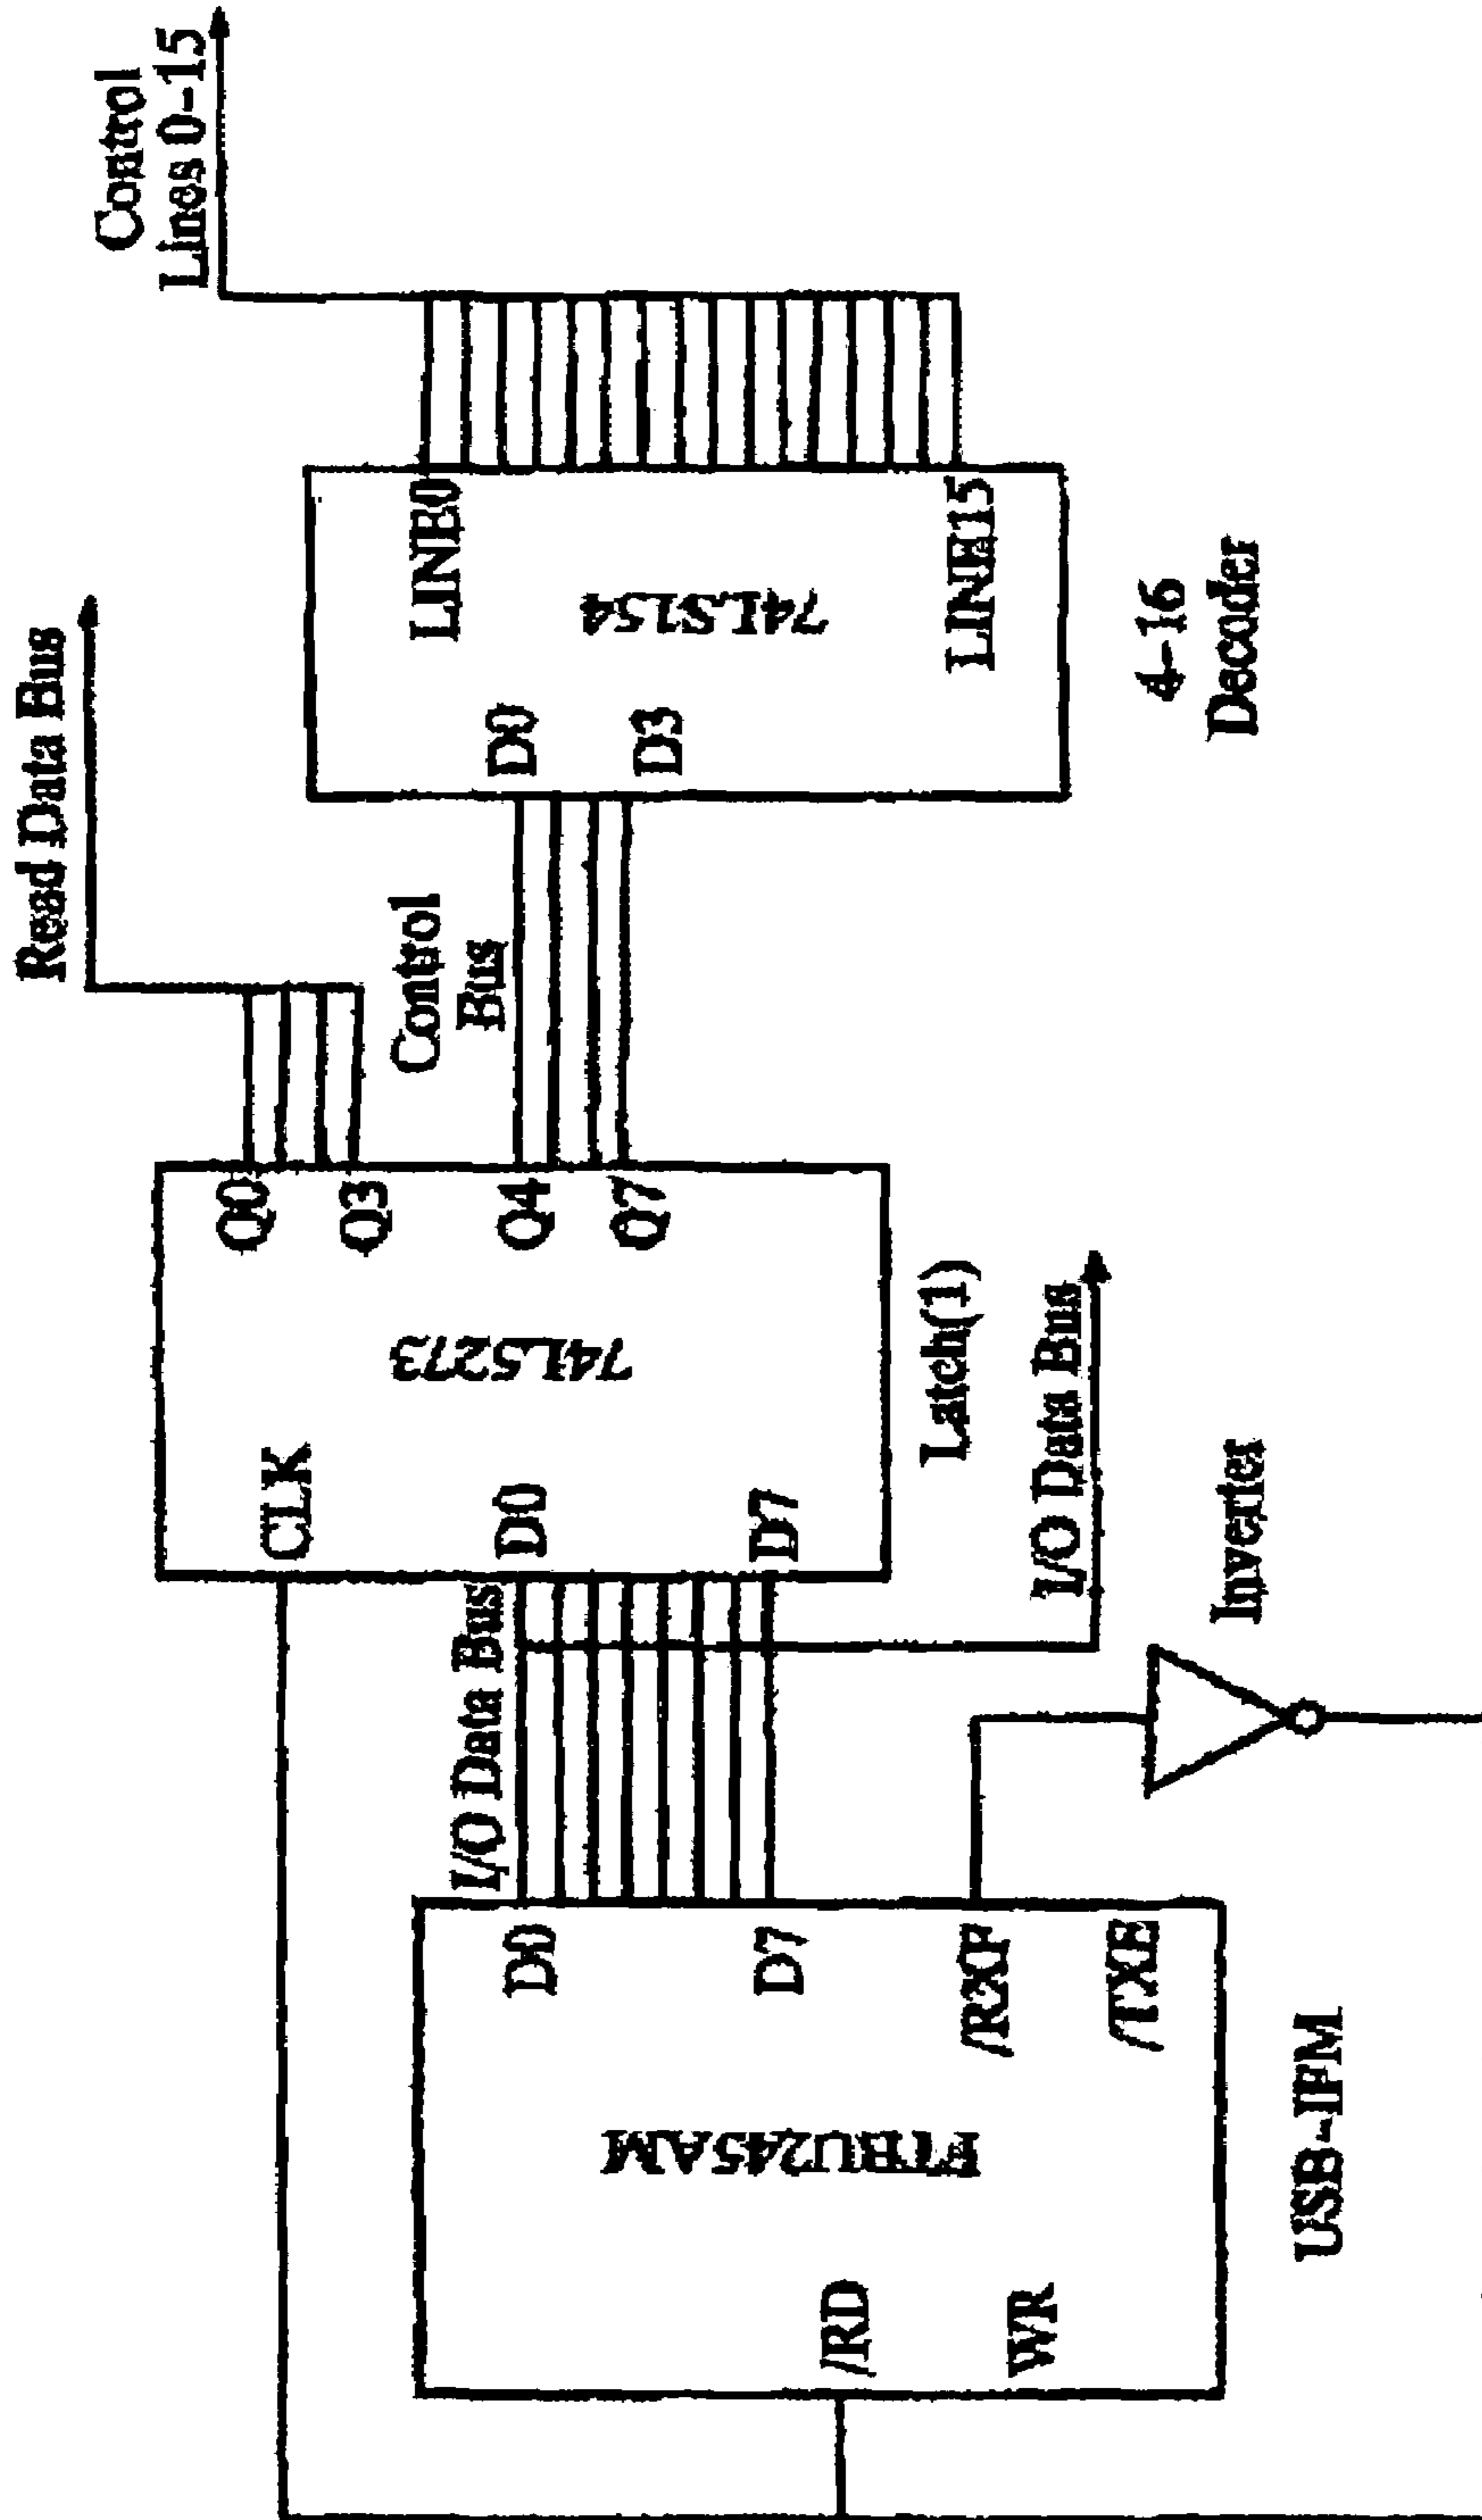 Control
Lines 0-15
Read Data Bus
LINE0
74LS154
LINE15
D0
D3
4-16
Decoder
Control
Bus
Q0
Q3
Q4
Q7
74LS273
CLK
D0
D7
Latch(1)
I/O Data Bus
I/O Data Bus
Inverter
D0
D7
/RXF
/TXE
/RD
WR
USB-IFM